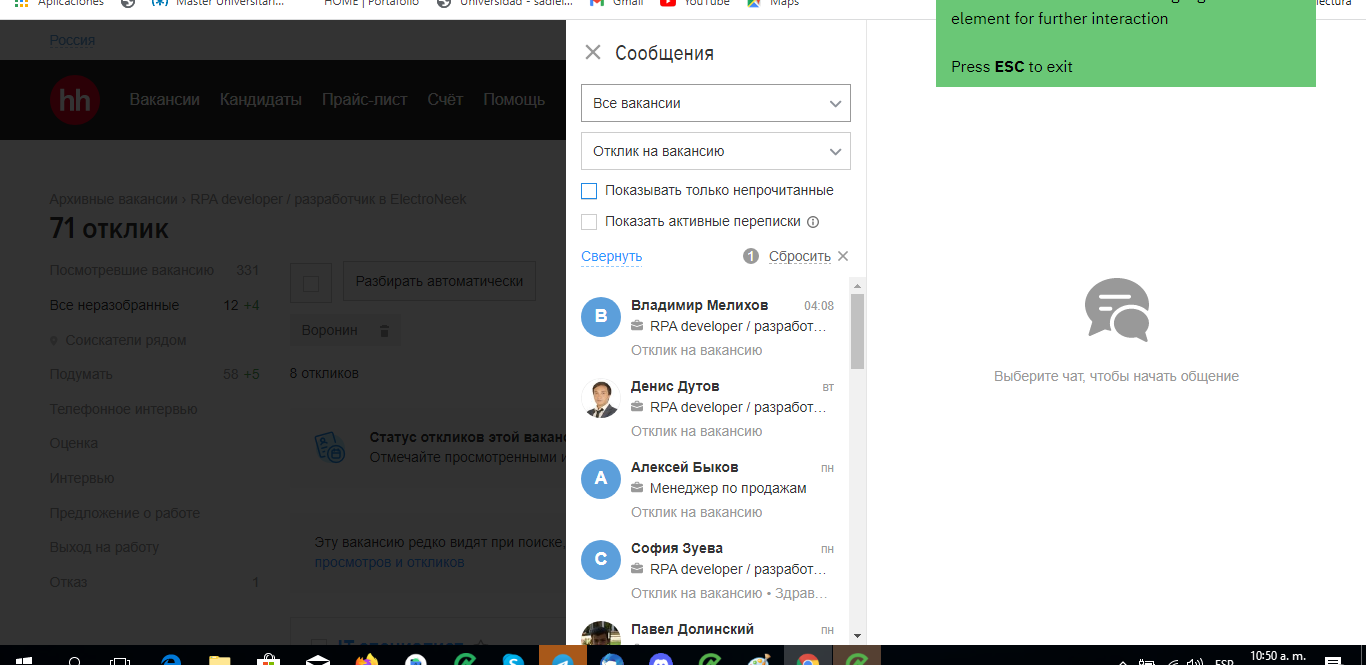 Aplicaciones
Máster Universitari...
HOME | Portafolio
Universidad - sadiel...
Gmail
YouTube
Maps
element for further interaction
Press ESC to exit
Россия
hh
Вакансии Кандидаты Прайс-лист Счёт Помощь
Архивные вакансии › RPA developer / разработчик в ElectroNeek
71 отклик
Посмотревшие вакансию 331
Все неразобранные 12 +4
Соискатели рядом
Подумать 58 +5
Телефонное интервью
Оценка
Интервью
Предложение о работе
Выход на работу
Отказ 1
Разбирать автоматически
Воронин
8 откликов
Статус откликов этой вакан
Отмечайте просмотренными и
Эту вакансию редко видят при поиске,
просмотров и откликов
IT специалист
Сообщения
Все вакансии
Отклик на вакансию
Показывать только непрочитанные
Показать активные переписки
Свернуть 1 Сбросить
В
Владимир Мелихов 04:08
RPA developer / разработ...
Отклик на вакансию
Денис Дутов вт
RPA developer / разработ...
Отклик на вакансию
А
Алексей Быков пн
Менеджер по продажам
Отклик на вакансию
С
София Зуева пн
RPA developer / разработ...
Отклик на вакансию • Здрав...
Павел Долинский пн
Выберите чат, чтобы начать общение
ESP
10:50 a. m.